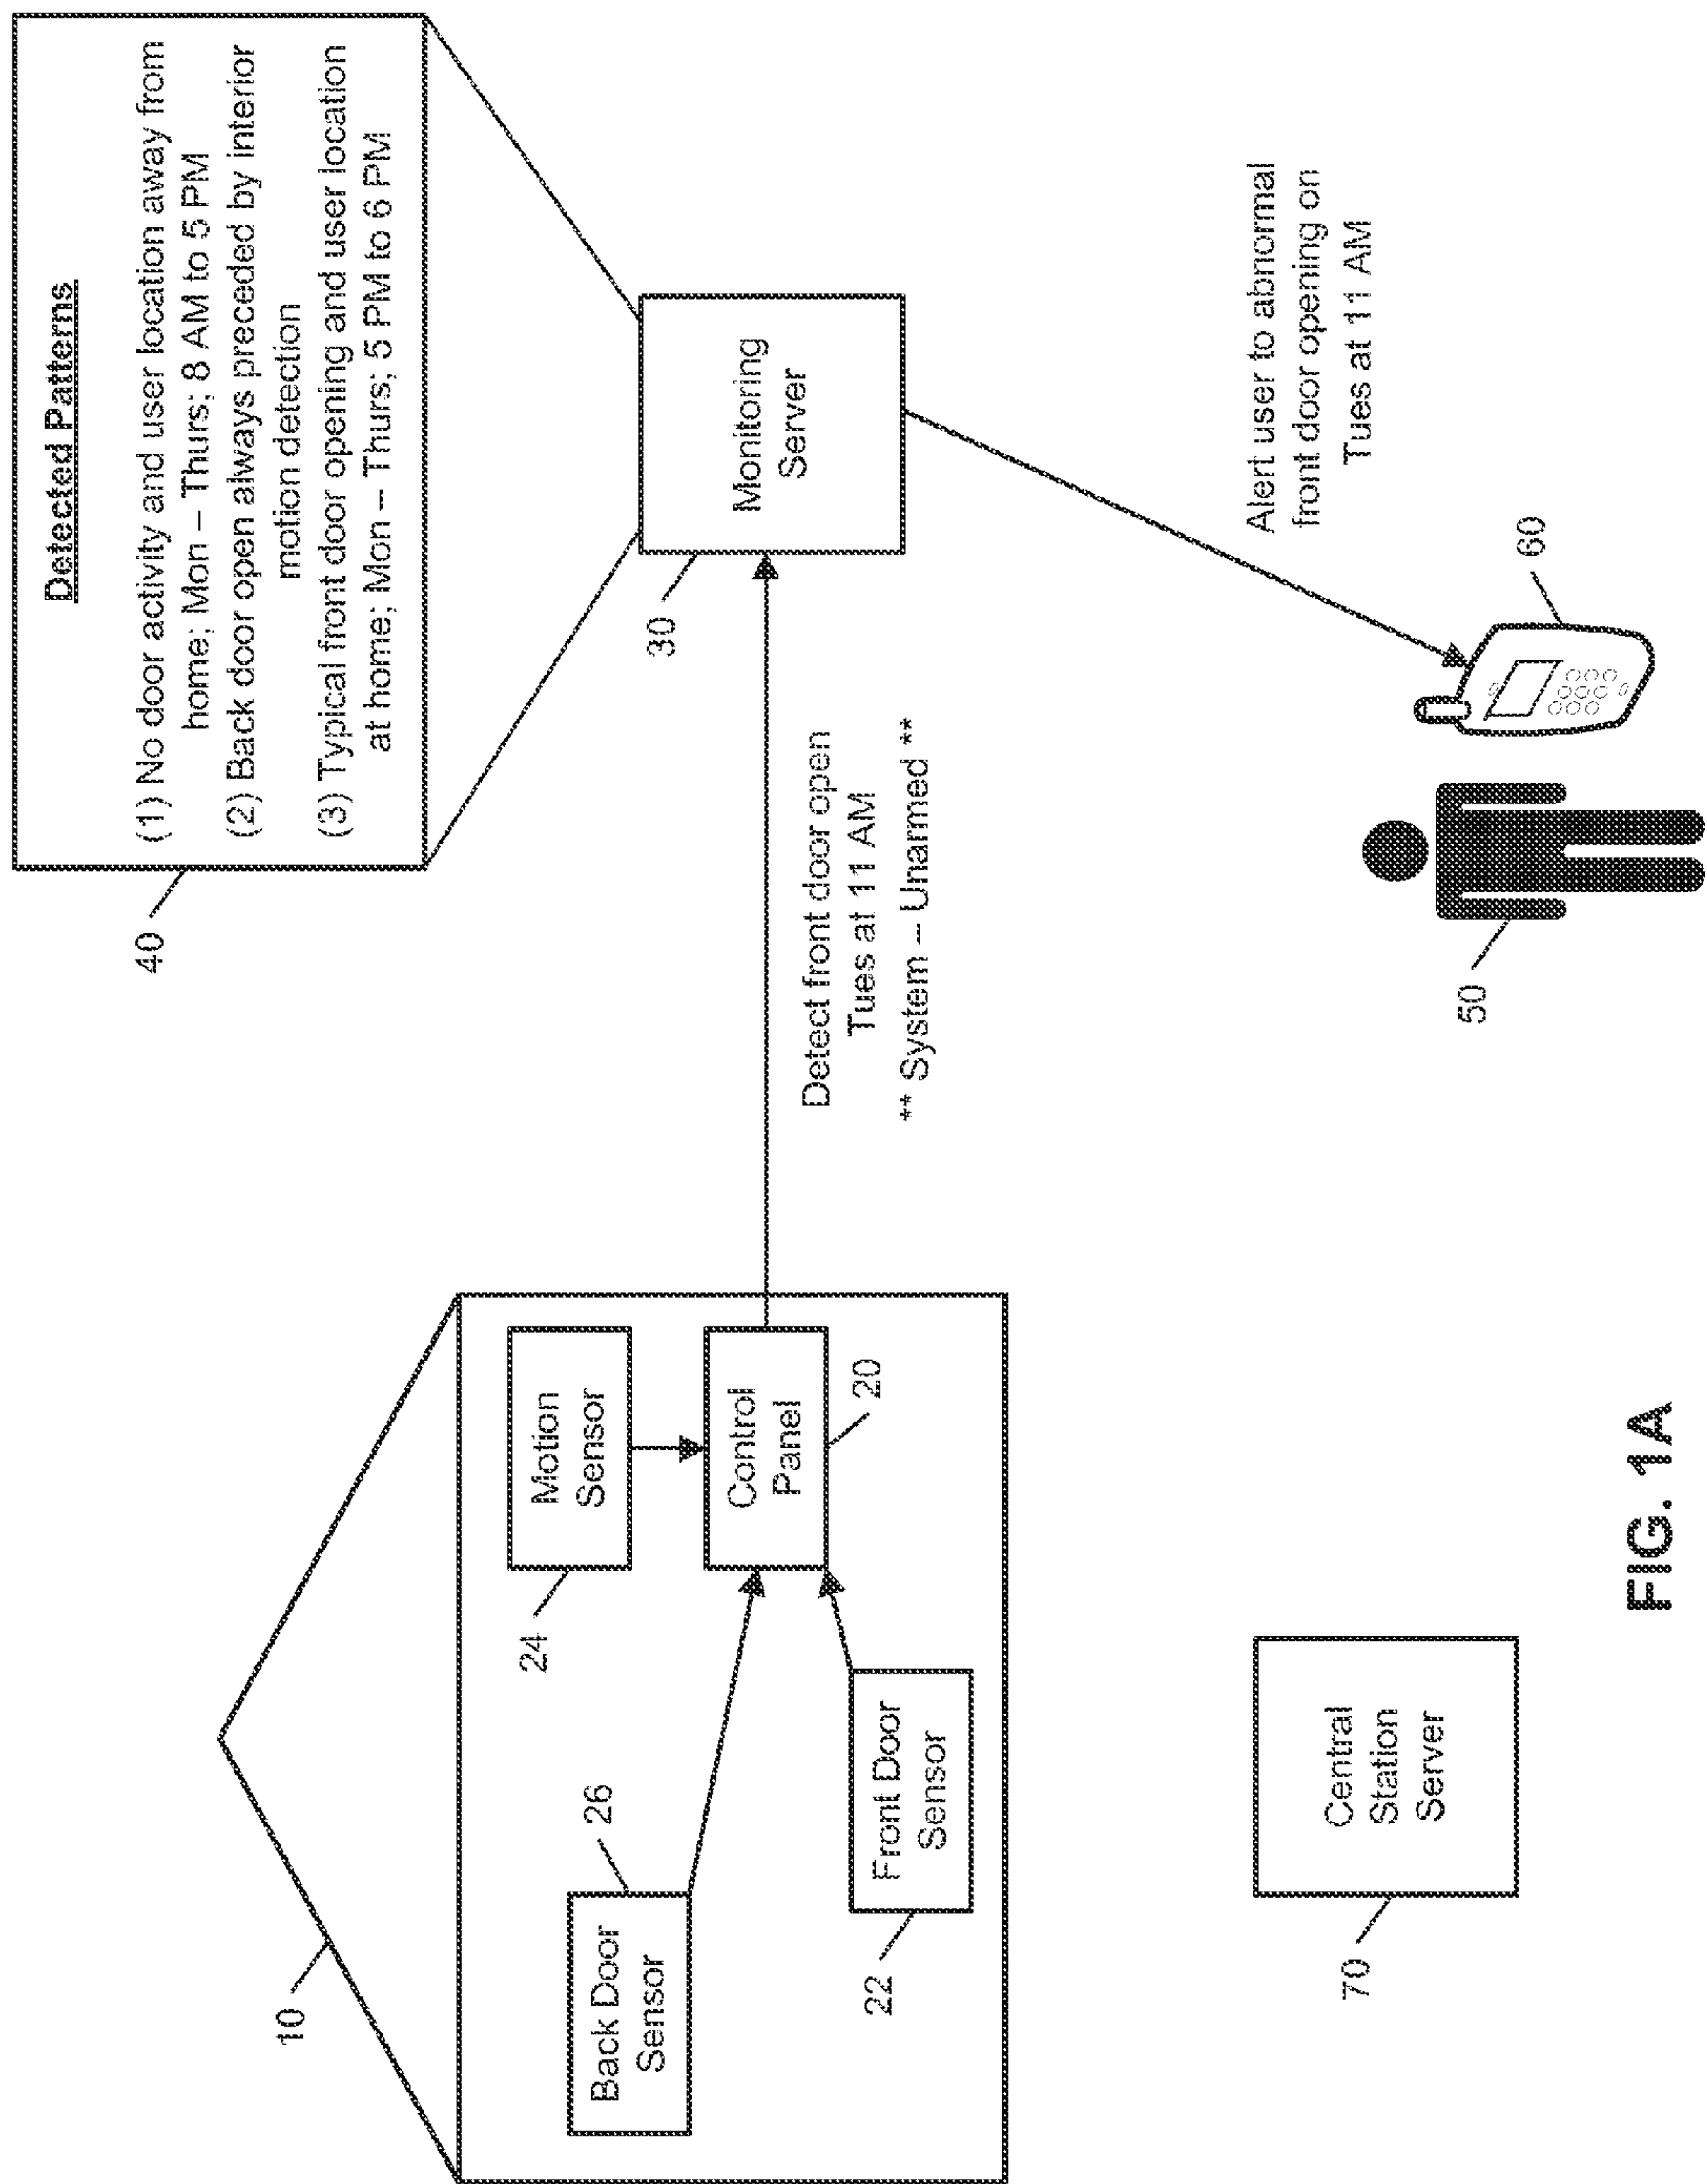 10
Back Door
Sensor
26
Motion
Sensor
24
Control
Panel
20
Front Door
Sensor
22
Detected Patterns
(1) No door activity and user location away from
home; Mon – Thurs; 8 AM to 5 PM
(2) Back door open always preceded by interior
motion detection
(3) Typical front door opening and user location
at home; Mon – Thurs; 5 PM to 6 PM
40
Monitoring
Server
30
Detect front door open
Tues at 11 AM
** System – Unarmed **
Alert user to abnormal
front door opening on
Tues at 11 AM
Central
Station
Server
70
50
60
FIG. 1A